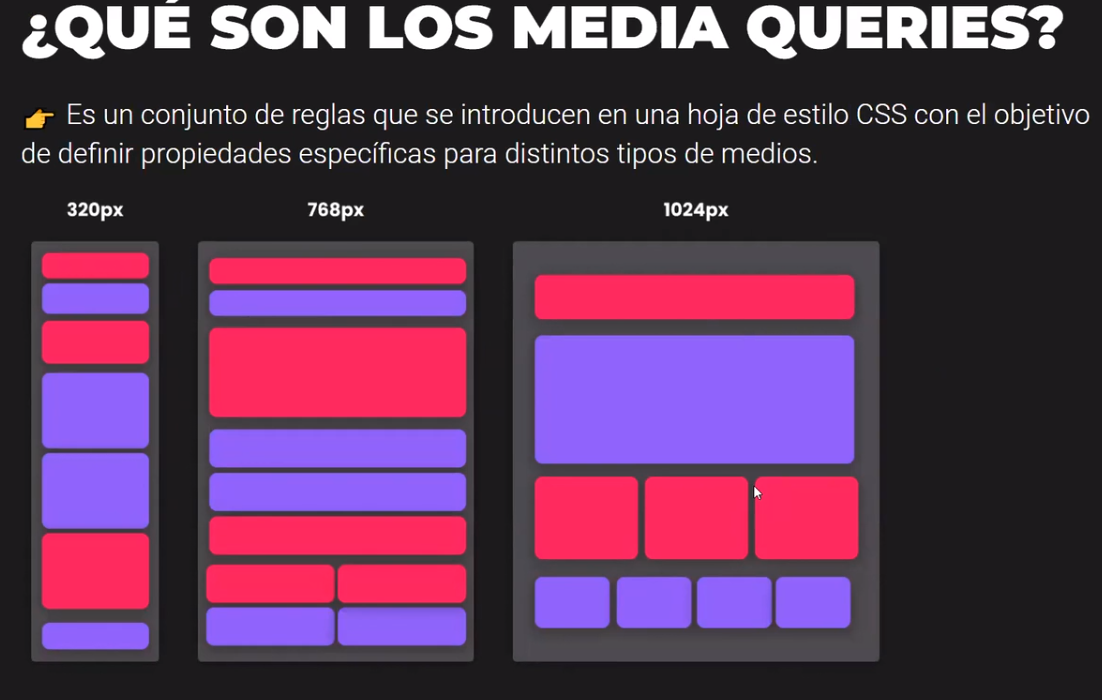 ¿QUÉ SON LOS MEDIA QUERIES?
👉 Es un conjunto de reglas que se introducen en una hoja de estilo CSS con el objetivo
de definir propiedades específicas para distintos tipos de medios.
320px
768px
1024px